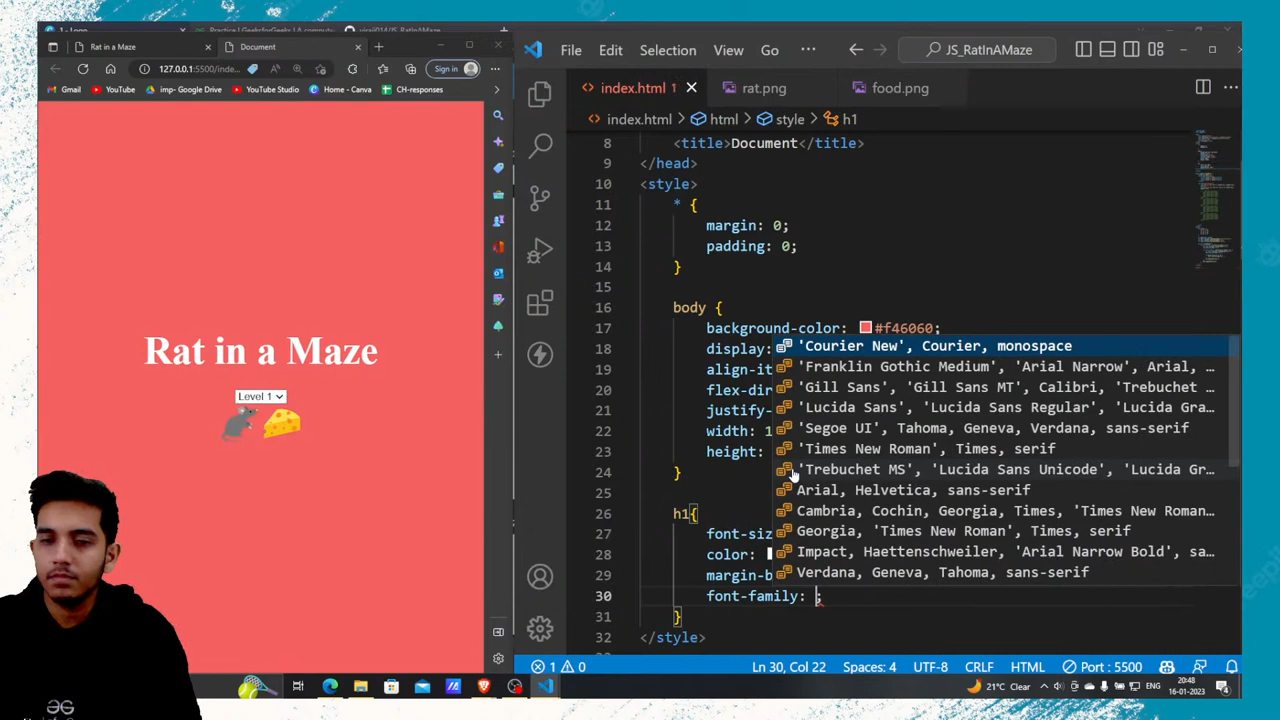 Rat in a Maze
Document
127.0.0.1:5500/inde...
Sign in
Gmail
YouTube
imp- Google Drive
YouTube Studio
Home - Canva
CH-responses
Rat in a Maze
Level 1
File Edit Selection View Go ...
JS_RatInAMaze
index.html 1
rat.png
food.png
index.html > html > style > h1
8 <title>Document</title>
9 </head>
10 <style>
11 * {
12 margin: 0;
13 padding: 0;
14 }
15
16 body {
17 background-color: #f46060;
18 display:
19 align-it
20 flex-dir
21 justify-
22 width: 1
23 height:
24 }
25
26 h1{
27 font-siz
28 color:
29 margin-b
30 font-family: ;
31 }
32 </style>
'Courier New', Courier, monospace
'Franklin Gothic Medium', 'Arial Narrow', Arial, ...
'Gill Sans', 'Gill Sans MT', Calibri, 'Trebuchet ...
'Lucida Sans', 'Lucida Sans Regular', 'Lucida Gra...
'Segoe UI', Tahoma, Geneva, Verdana, sans-serif
'Times New Roman', Times, serif
'Trebuchet MS', 'Lucida Sans Unicode', 'Lucida Gr...
Arial, Helvetica, sans-serif
Cambria, Cochin, Georgia, Times, 'Times New Roman...
Georgia, 'Times New Roman', Times, serif
Impact, Haettenschweiler, 'Arial Narrow Bold', sa...
Verdana, Geneva, Tahoma, sans-serif
1 0
Ln 30, Col 22 Spaces: 4 UTF-8 CRLF HTML Port : 5500
21°C Clear
ENG
20:48
16-01-2023
4